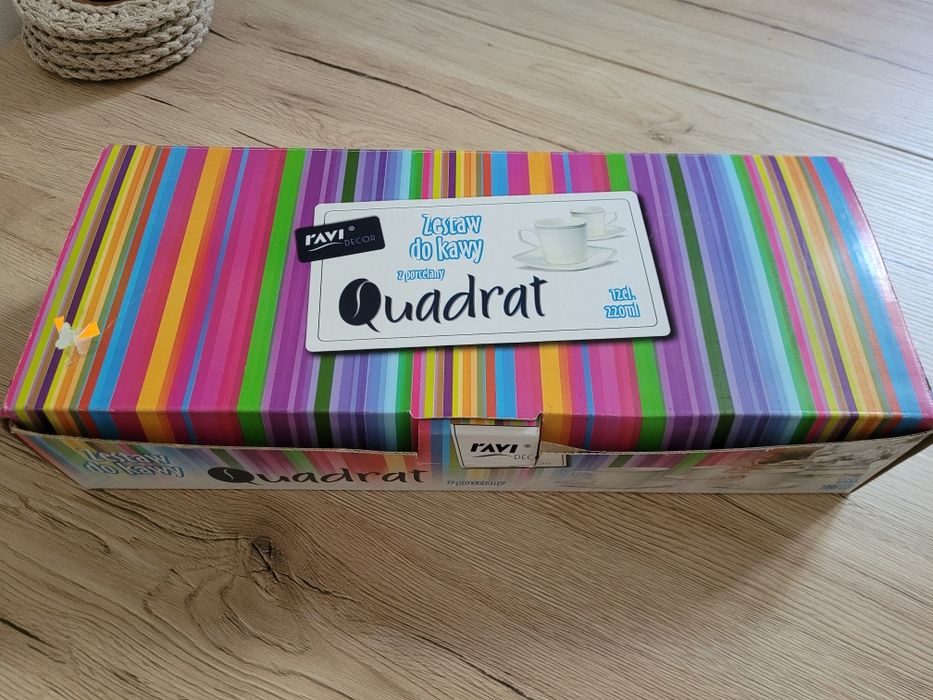 ravi ®
DECOR
Zestaw
do kawy
z porcelany
Quadrat
12el.
220 ml
ravi ®
DECOR
Zestaw
do kawy
Quadrat
z porcelany